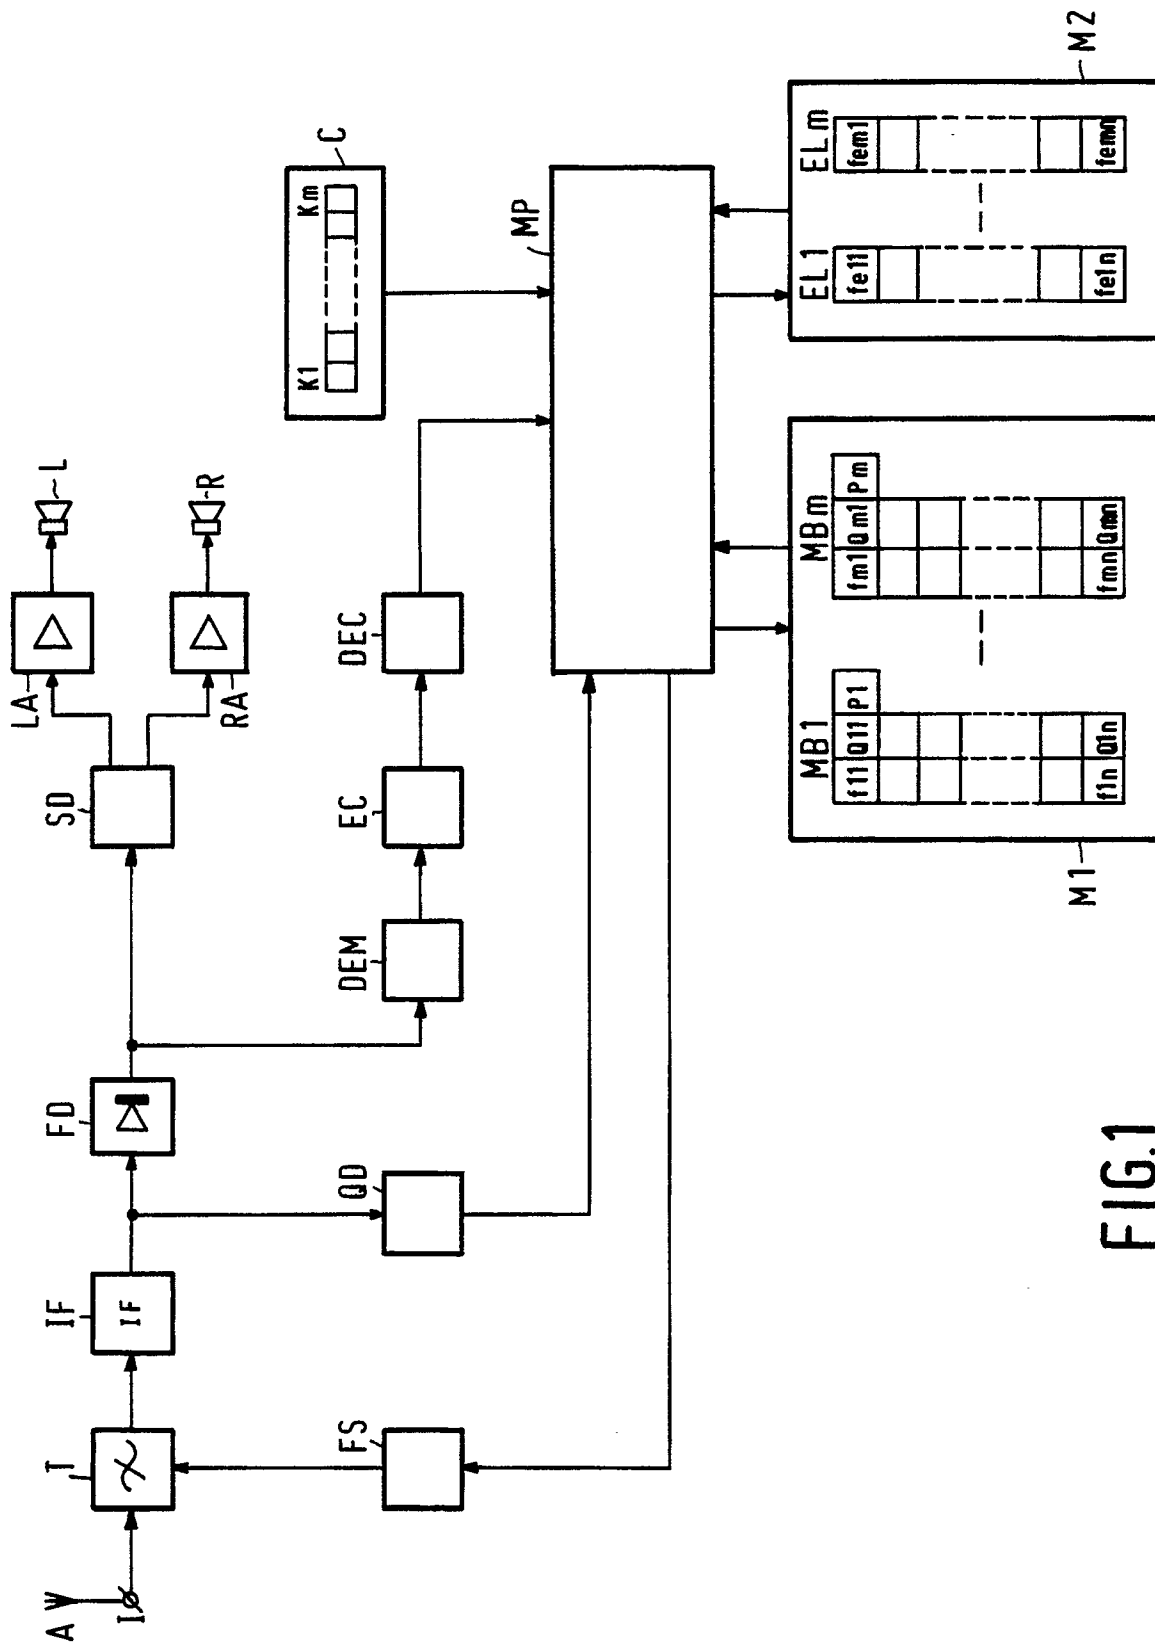 A
I
T
IF
IF
FD
SD
LA
L
RA
R
FS
QD
DEM
EC
DEC
C
K1 Km
MP
M1
MB1
f11 Q11 P1
f1n Q1n
MBm
fm1 Qm1 Pm
fmn Qmn
M2
EL1
fe11
fe1n
ELm
fem1
femn
FIG.1